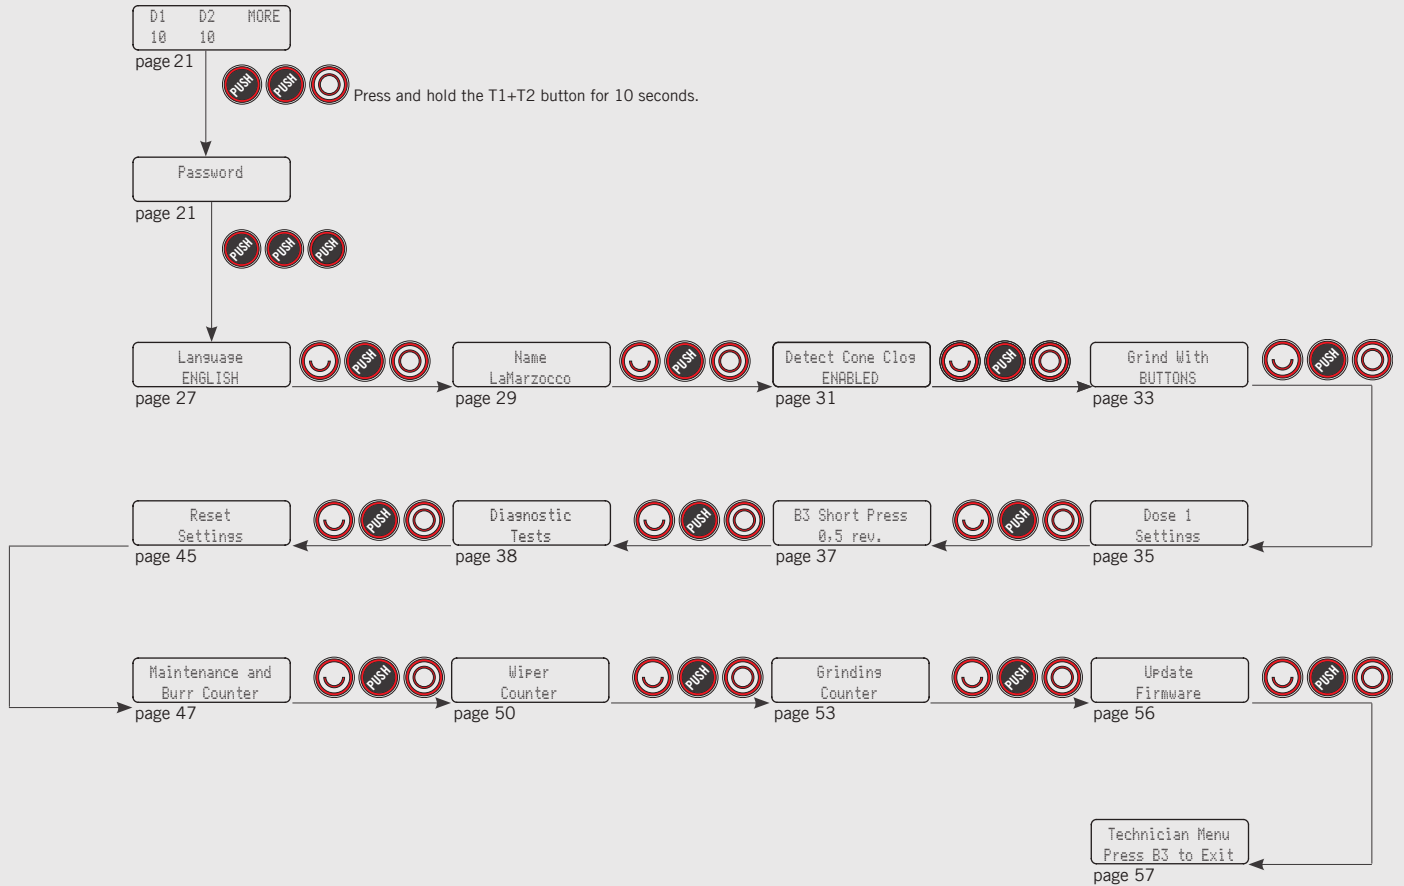 D1 D2 MORE
10 10
page 21
PUSH PUSH
Press and hold the T1+T2 button for 10 seconds.
Password
page 21
PUSH PUSH PUSH
Language
ENGLISH
page 27
PUSH
Name
LaMarzocco
page 29
PUSH
Detect Cone Clog
ENABLED
page 31
PUSH
Grind With
BUTTONS
page 33
PUSH
Reset
Settings
page 45
PUSH
Diagnostic
Tests
page 38
PUSH
B3 Short Press
0,5 rev.
page 37
PUSH
Dose 1
Settings
page 35
Maintenance and
Burr Counter
page 47
PUSH
Wiper
Counter
page 50
PUSH
Grinding
Counter
page 53
PUSH
Update
Firmware
page 56
PUSH
Technician Menu
Press B3 to Exit
page 57